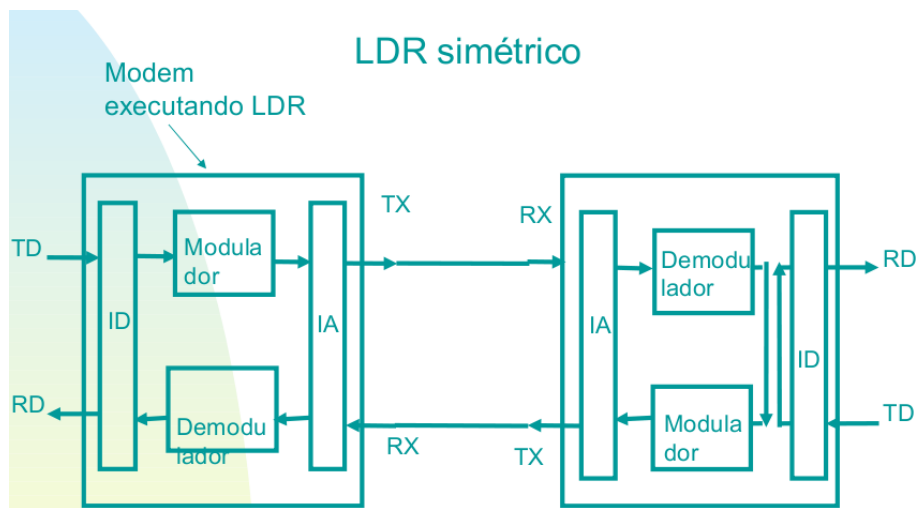 LDR simétrico
Modem
executando LDR
TX
RX
TD
Modula
dor
Demodu
lador
RD
ID
IA
IA
ID
RD
Demodu
lador
RX
TX
Modula
dor
TD